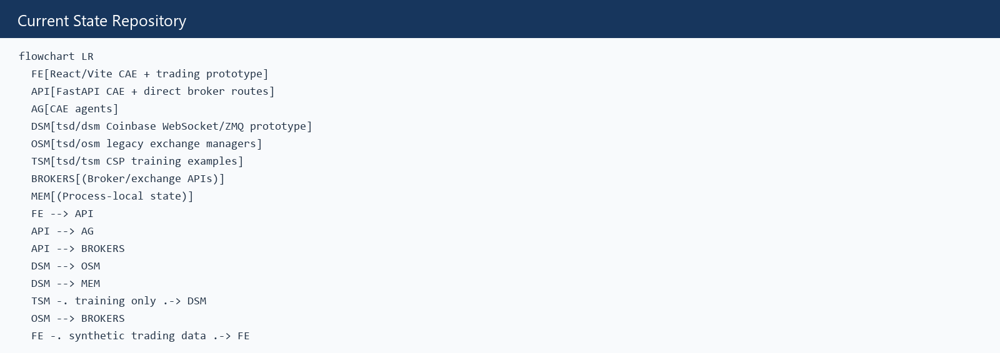 Current State Repository
flowchart LR
FE[React/Vite CAE + trading prototype]
API[FastAPI CAE + direct broker routes]
AG[CAE agents]
DSM[tsd/dsm Coinbase WebSocket/ZMQ prototype]
OSM[tsd/osm legacy exchange managers]
TSM[tsd/tsm CSP training examples]
BROKERS[(Broker/exchange APIs)]
MEM[(Process-local state)]
FE --> API
API --> AG
API --> BROKERS
DSM --> OSM
DSM --> MEM
TSM -. training only .-> DSM
OSM --> BROKERS
FE -. synthetic trading data .-> FE